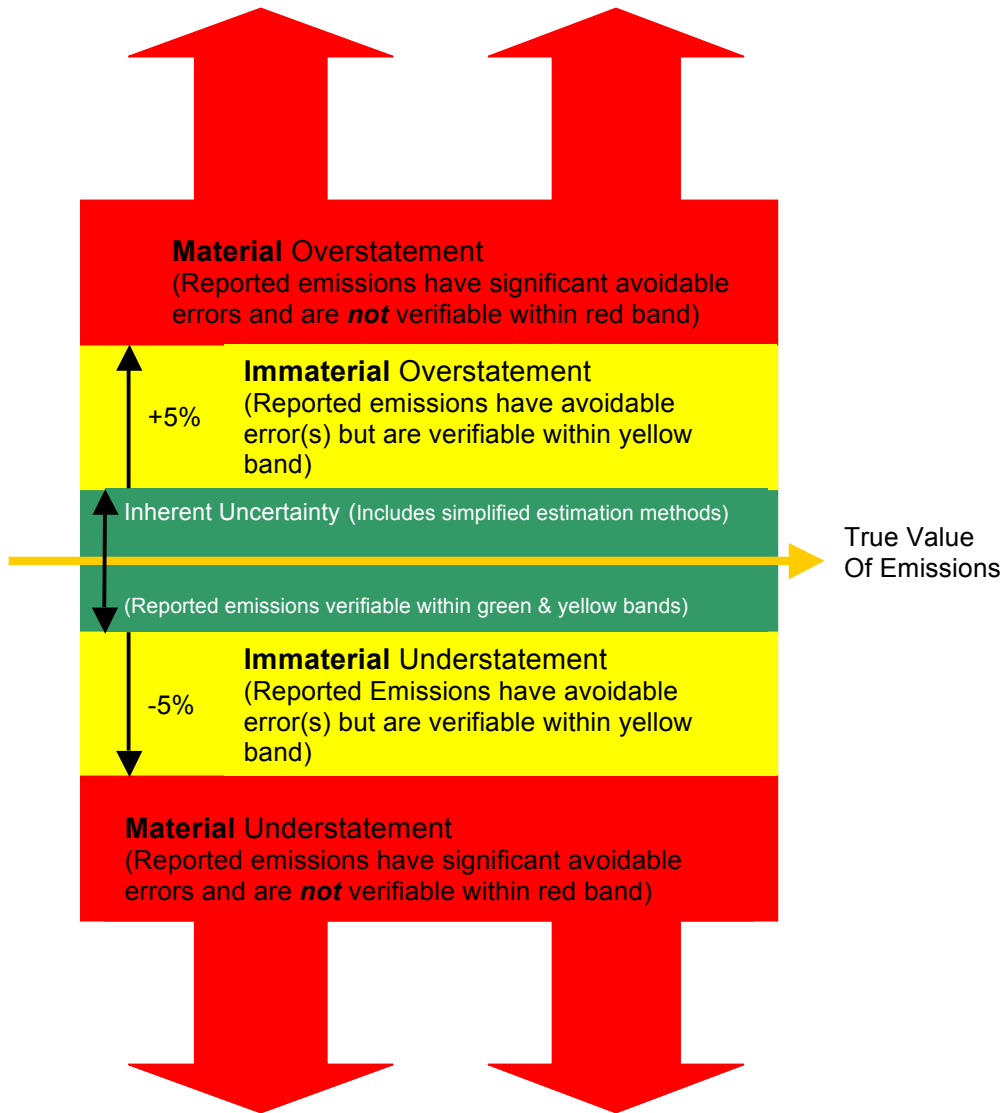 Material Overstatement
(Reported emissions have significant avoidable
errors and are not verifiable within red band)
Immaterial Overstatement
(Reported emissions have avoidable
error(s) but are verifiable within yellow
band)
+5%
Inherent Uncertainty (Includes simplified estimation methods)
True Value
Of Emissions
(Reported emissions verifiable within green & yellow bands)
Immaterial Understatement
(Reported Emissions have avoidable
error(s) but are verifiable within yellow
band)
-5%
Material Understatement
(Reported emissions have significant avoidable
errors and are not verifiable within red band)